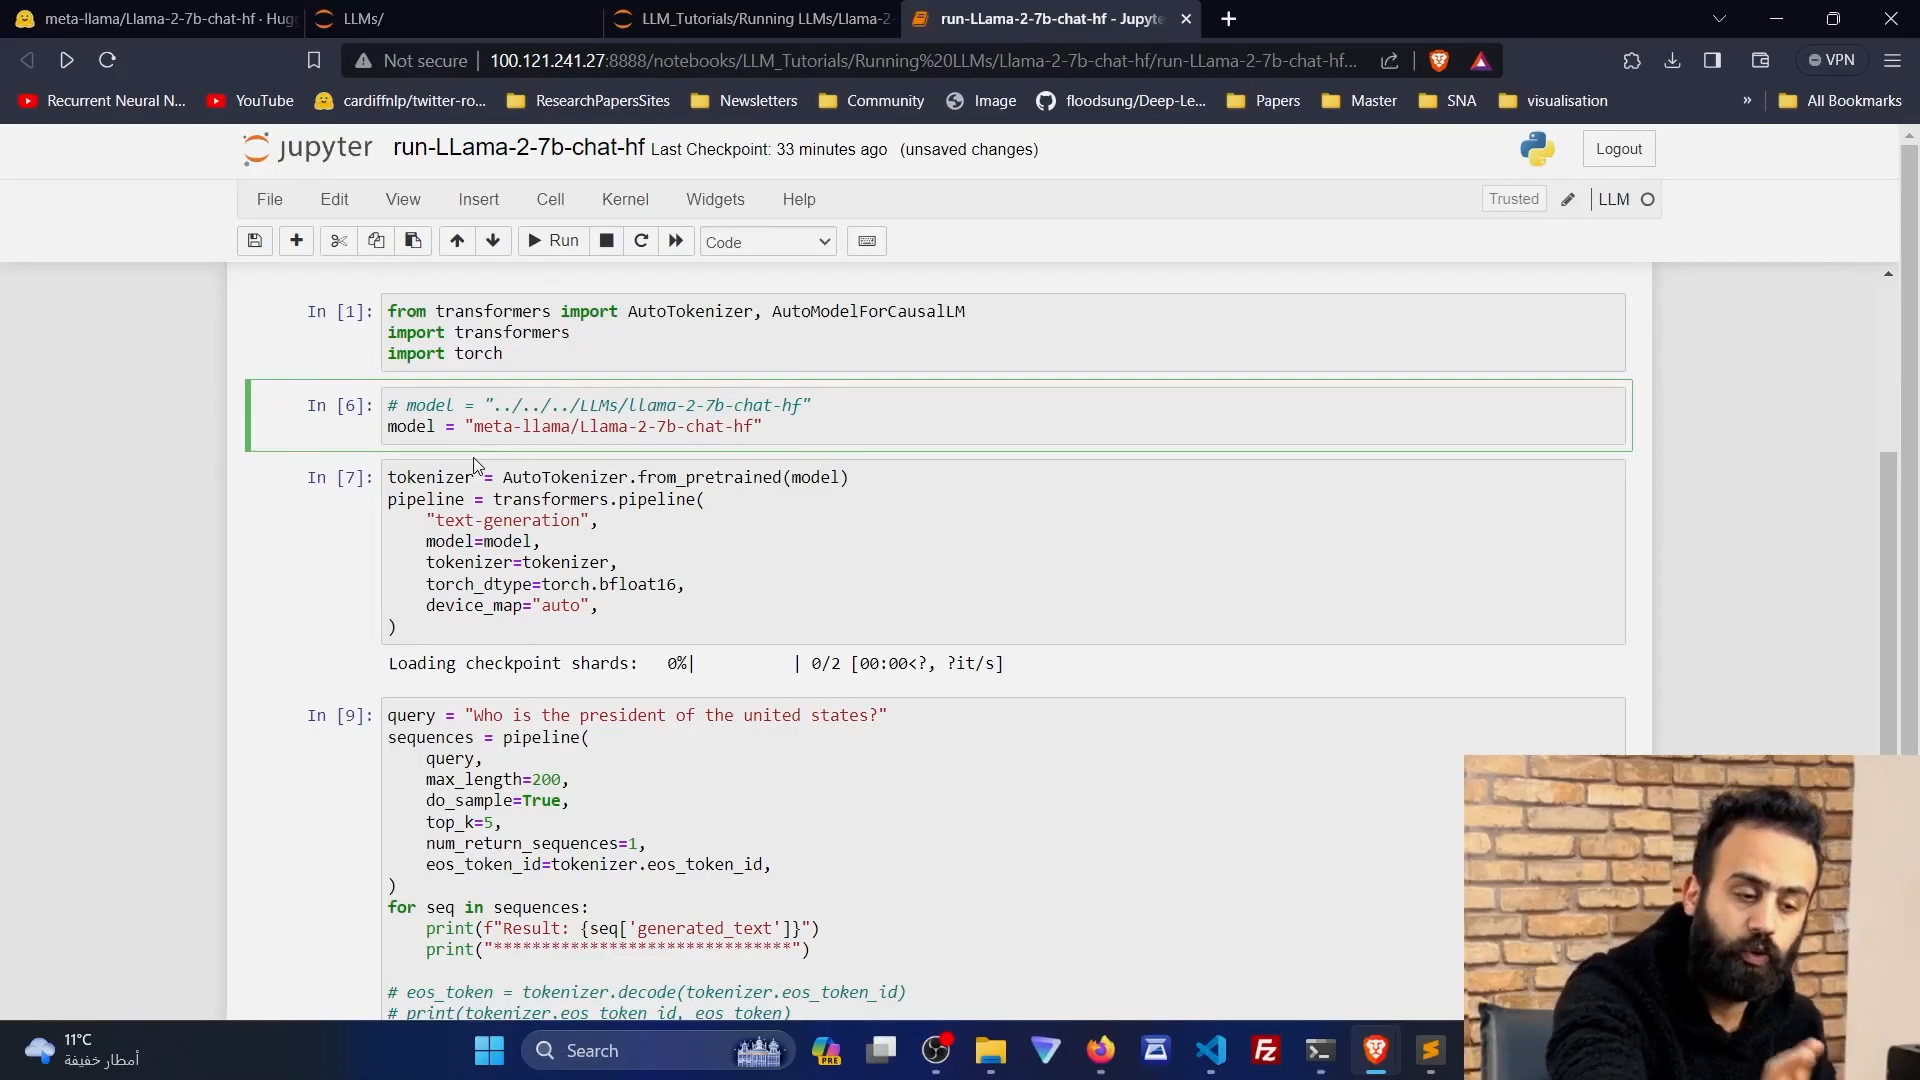 meta-llama/Llama-2-7b-chat-hf · Hug
LLMs/
LLM_Tutorials/Running LLMs/Llama-2-
run-LLama-2-7b-chat-hf - Jupyte
Not secure
100.121.241.27:8888/notebooks/LLM_Tutorials/Running%20LLMs/Llama-2-7b-chat-hf/run-LLama-2-7b-chat-hf...
VPN
Recurrent Neural N...
YouTube
cardiffnlp/twitter-ro...
ResearchPapersSites
Newsletters
Community
Image
floodsung/Deep-Le...
Papers
Master
SNA
visualisation
»
All Bookmarks
jupyter
run-LLama-2-7b-chat-hf Last Checkpoint: 33 minutes ago (unsaved changes)
Logout
File
Edit
View
Insert
Cell
Kernel
Widgets
Help
Trusted
LLM
Run
Code
In [1]:
from transformers import AutoTokenizer, AutoModelForCausalLM
import transformers
import torch
In [6]:
# model = "../../../LLMs/llama-2-7b-chat-hf"
model = "meta-llama/Llama-2-7b-chat-hf"
In [7]:
tokenizer = AutoTokenizer.from_pretrained(model)
pipeline = transformers.pipeline(
"text-generation",
model=model,
tokenizer=tokenizer,
torch_dtype=torch.bfloat16,
device_map="auto",
)
Loading checkpoint shards: 0%| | 0/2 [00:00<?, ?it/s]
In [9]:
query = "Who is the president of the united states?"
sequences = pipeline(
query,
max_length=200,
do_sample=True,
top_k=5,
num_return_sequences=1,
eos_token_id=tokenizer.eos_token_id,
)
for seq in sequences:
print(f"Result: {seq['generated_text']}")
print("*******************************")
# eos_token = tokenizer.decode(tokenizer.eos_token_id)
# print(tokenizer.eos_token_id, eos_token)
11°C
أمطار خفيفة
Search
PRE